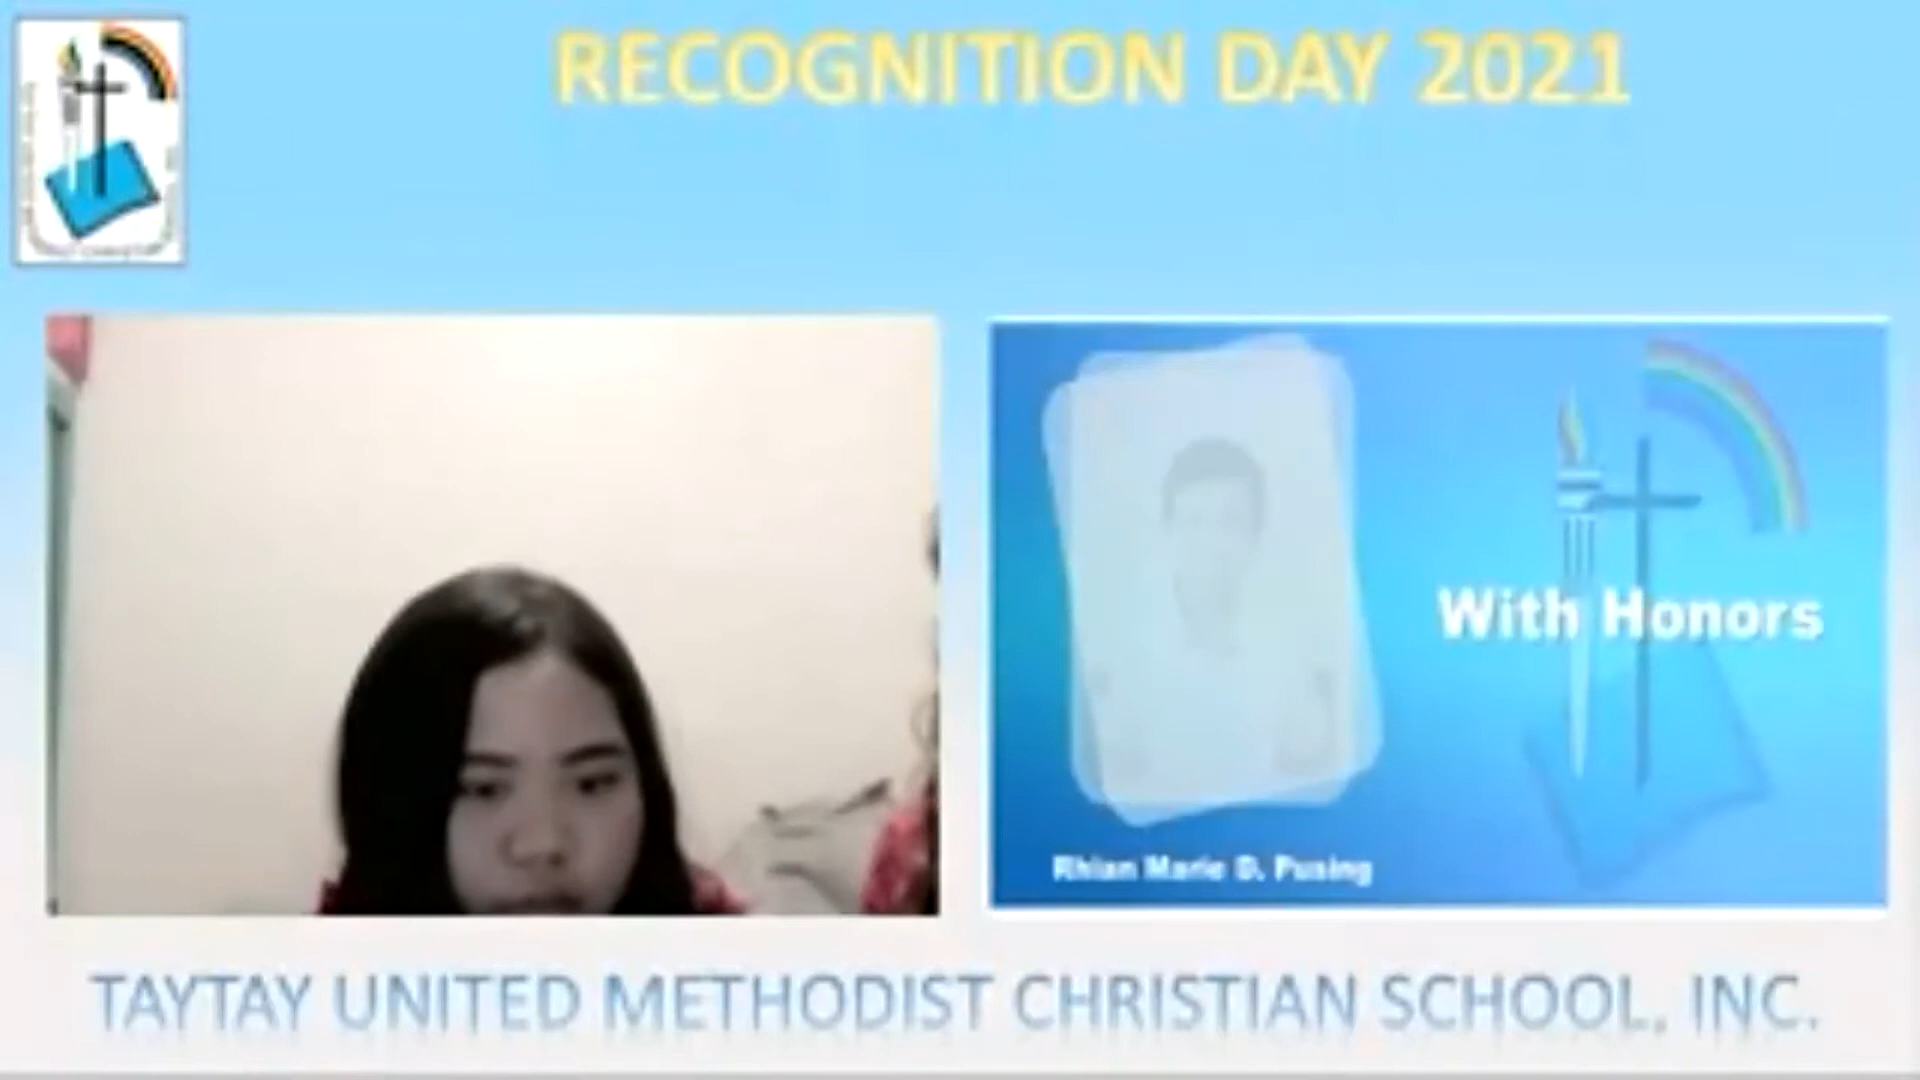 RECOGNITION DAY 2021
With Honors
Rhian Marie D. Pusing
TAYTAY UNITED METHODIST CHRISTIAN SCHOOL, INC.